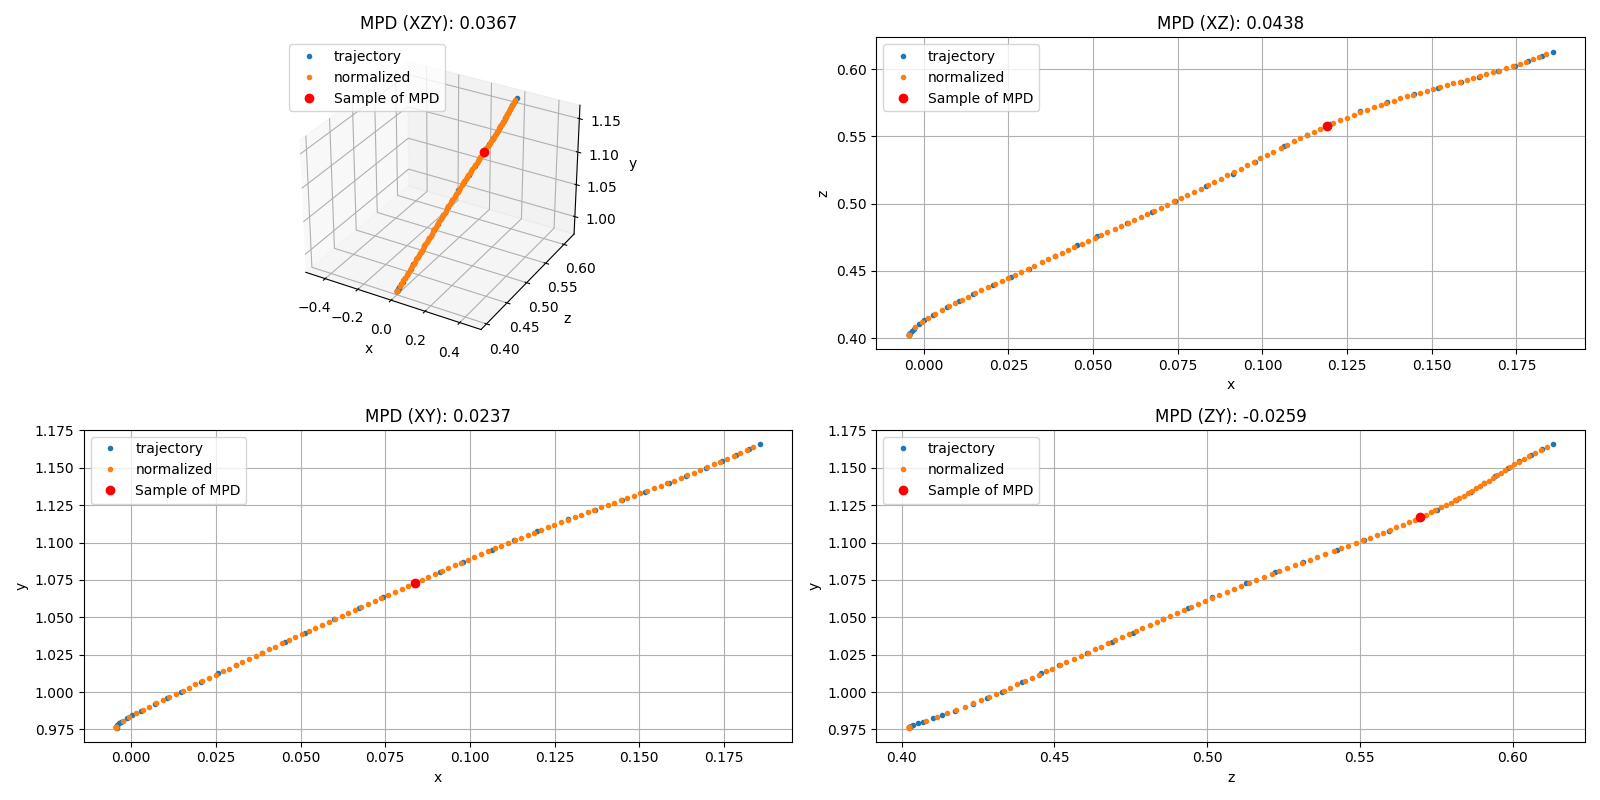 MPD (XZY): 0.0367
trajectory
normalized
Sample of MPD
1.15
1.10
1.05
1.00
y
−0.4
−0.2
0.0
0.2
0.4
x
0.40
0.45
0.50
0.55
0.60
z
MPD (XZ): 0.0438
trajectory
normalized
Sample of MPD
0.60
0.55
0.50
0.45
0.40
z
0.000 0.025 0.050 0.075 0.100 0.125 0.150 0.175
x
MPD (XY): 0.0237
trajectory
normalized
Sample of MPD
1.175
1.150
1.125
1.100
1.075
1.050
1.025
1.000
0.975
y
0.000 0.025 0.050 0.075 0.100 0.125 0.150 0.175
x
MPD (ZY): -0.0259
trajectory
normalized
Sample of MPD
1.175
1.150
1.125
1.100
1.075
1.050
1.025
1.000
0.975
y
0.40 0.45 0.50 0.55 0.60
z